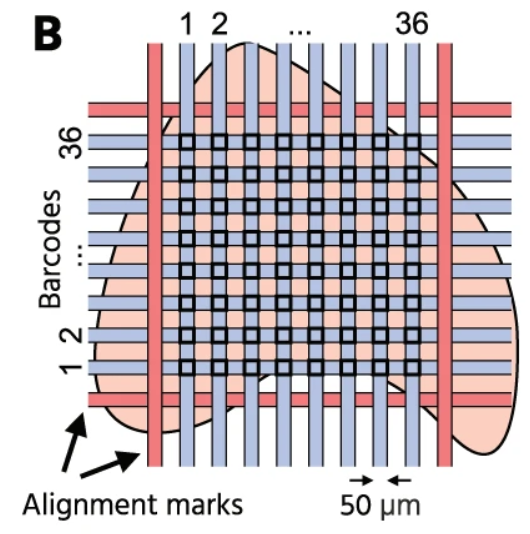 B
1 2 ... 36
36
Barcodes
...
2
1
Alignment marks
50 μm